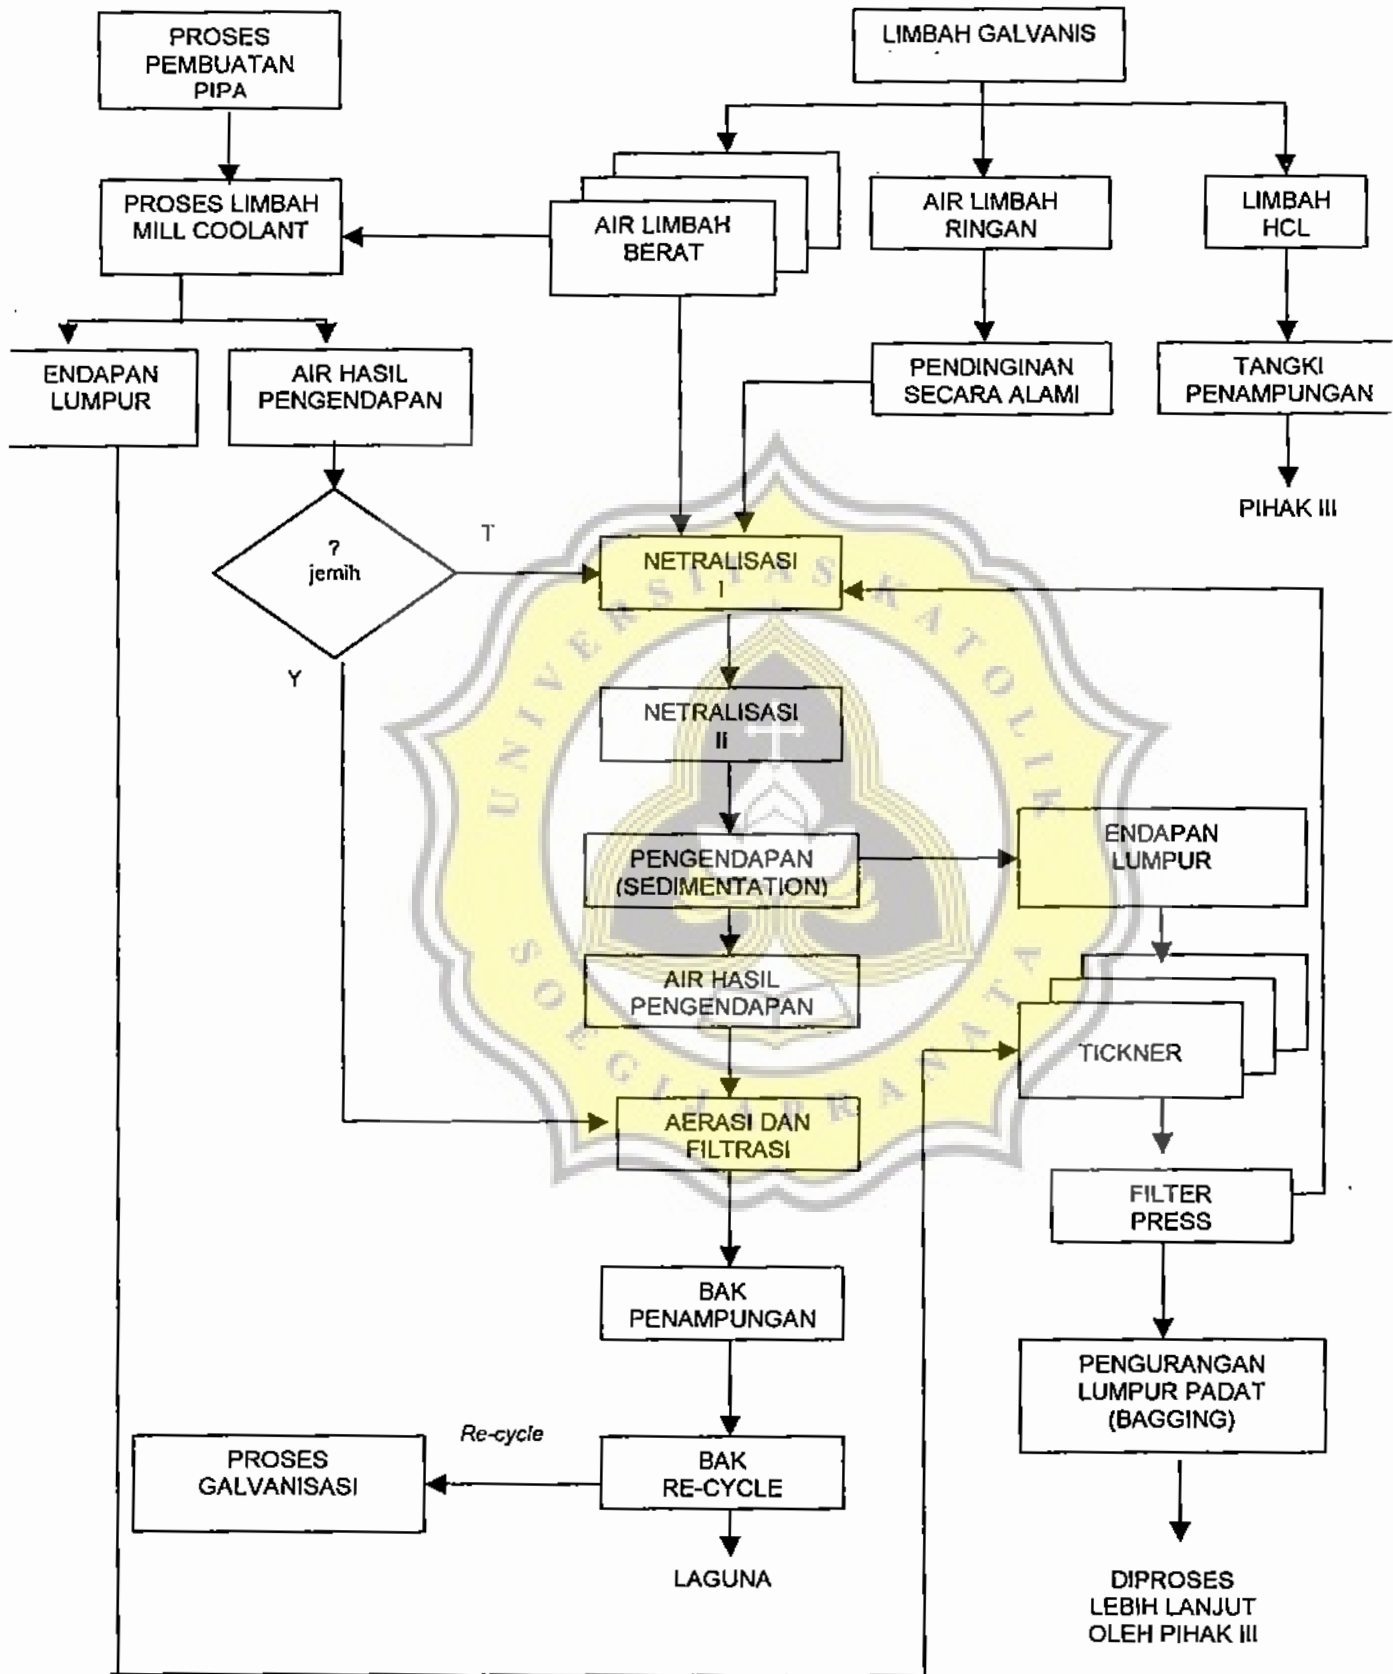 PROSES
PEMBUATAN
PIPA
LIMBAH GALVANIS
PROSES LIMBAH
MILL COOLANT
AIR LIMBAH
BERAT
AIR LIMBAH
RINGAN
LIMBAH
HCL
ENDAPAN
LUMPUR
AIR HASIL
PENGENDAPAN
PENDINGINAN
SECARA ALAMI
TANGKI
PENAMPUNGAN
PIHAK III
?
jernih
T
Y
NETRALISASI
I
NETRALISASI
II
PENGENDAPAN
(SEDIMENTATION)
ENDAPAN
LUMPUR
AIR HASIL
PENGENDAPAN
TICKNER
AERASI DAN
FILTRASI
FILTER
PRESS
BAK
PENAMPUNGAN
PENGURANGAN
LUMPUR PADAT
(BAGGING)
Re-cycle
PROSES
GALVANISASI
BAK
RE-CYCLE
LAGUNA
DIPROSES
LEBIH LANJUT
OLEH PIHAK III
UNIVERSITAS KATOLIK
SOEGIJAPRANATA